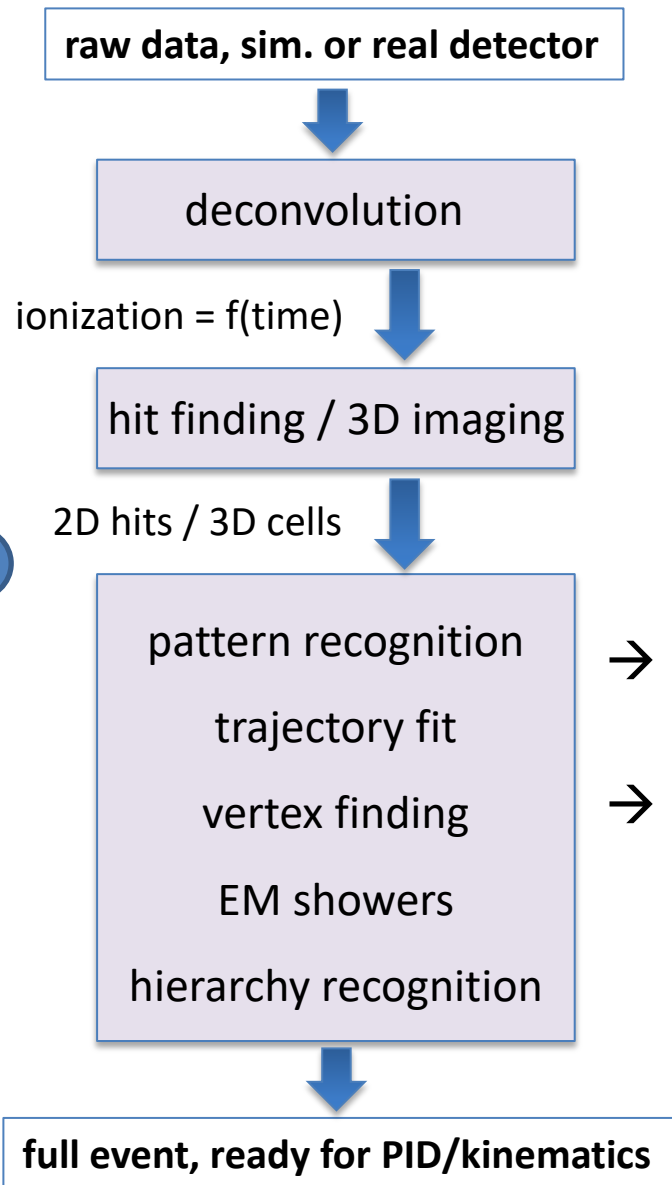 raw data, sim. or real detector
deconvolution
ionization = f(time)
hit finding / 3D imaging
2D hits / 3D cells
pattern recognition →
trajectory fit
vertex finding →
EM showers
hierarchy recognition
full event, ready for PID/kinematics